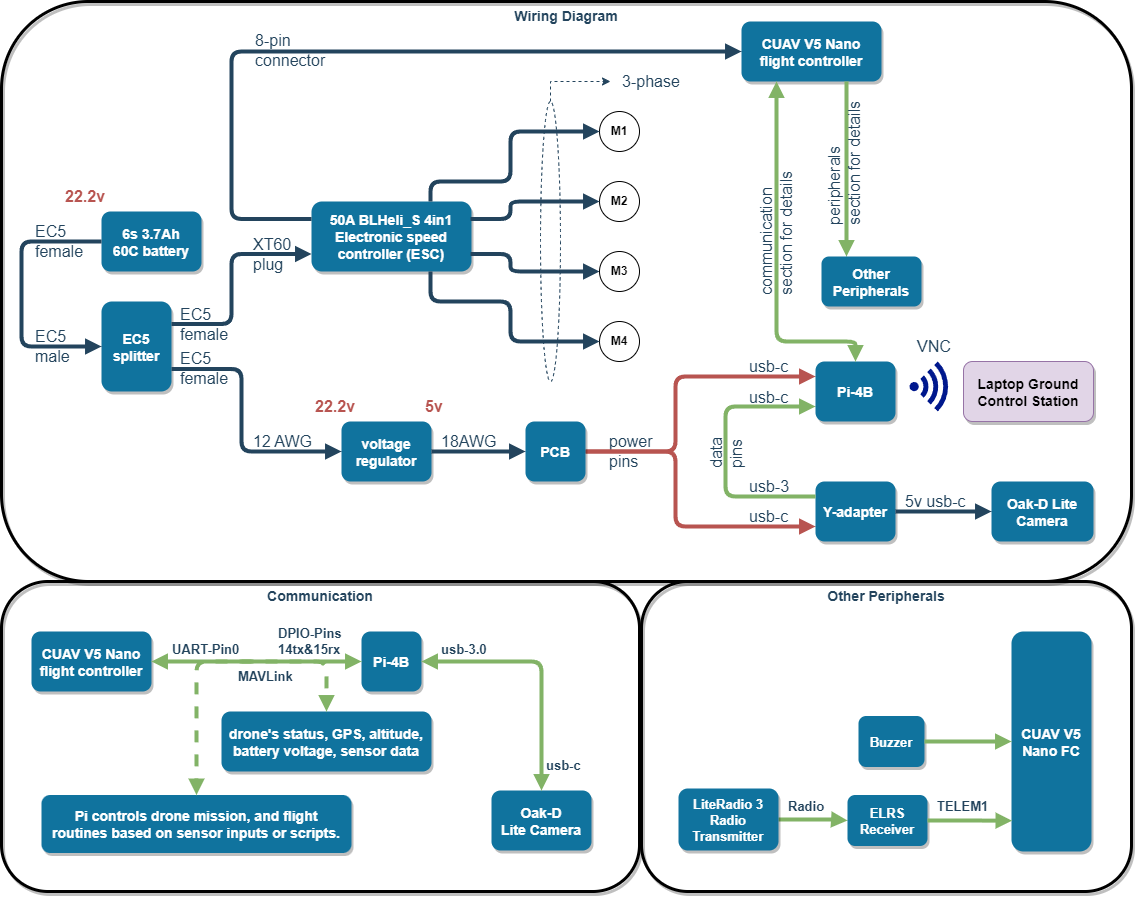 Wiring Diagram
8-pin
connector
CUAV V5 Nano
flight controller
3-phase
M1
M2
M3
M4
communication
section for details
peripherals
section for details
22.2v
EC5
female
6s 3.7Ah
60C battery
XT60
plug
50A BLHeli_S 4in1
Electronic speed
controller (ESC)
Other
Peripherals
EC5
male
EC5
splitter
EC5
female
EC5
female
22.2v
5v
12 AWG
voltage
regulator
18AWG
PCB
power
pins
usb-c
usb-c
data
pins
usb-3
usb-c
Pi-4B
VNC
Laptop Ground
Control Station
Y-adapter
5v usb-c
Oak-D Lite
Camera
Communication
CUAV V5 Nano
flight controller
UART-Pin0
DPIO-Pins
14tx&15rx
MAVLink
Pi-4B
usb-3.0
drone's status, GPS, altitude,
battery voltage, sensor data
usb-c
Pi controls drone mission, and flight
routines based on sensor inputs or scripts.
Oak-D
Lite Camera
Other Peripherals
Buzzer
CUAV V5
Nano FC
LiteRadio 3
Radio
Transmitter
Radio
ELRS
Receiver
TELEM1